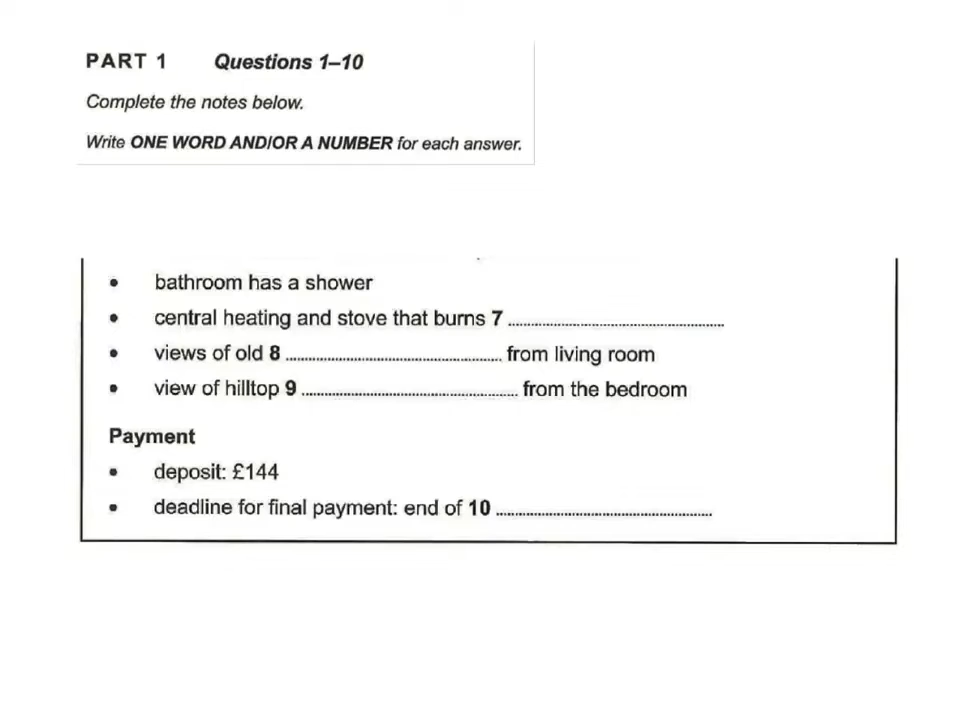 PART 1 Questions 1–10
Complete the notes below.
Write ONE WORD AND/OR A NUMBER for each answer.
• bathroom has a shower
• central heating and stove that burns 7 ....................
• views of old 8 .................... from living room
• view of hilltop 9 .................... from the bedroom
Payment
• deposit: £144
• deadline for final payment: end of 10 ....................